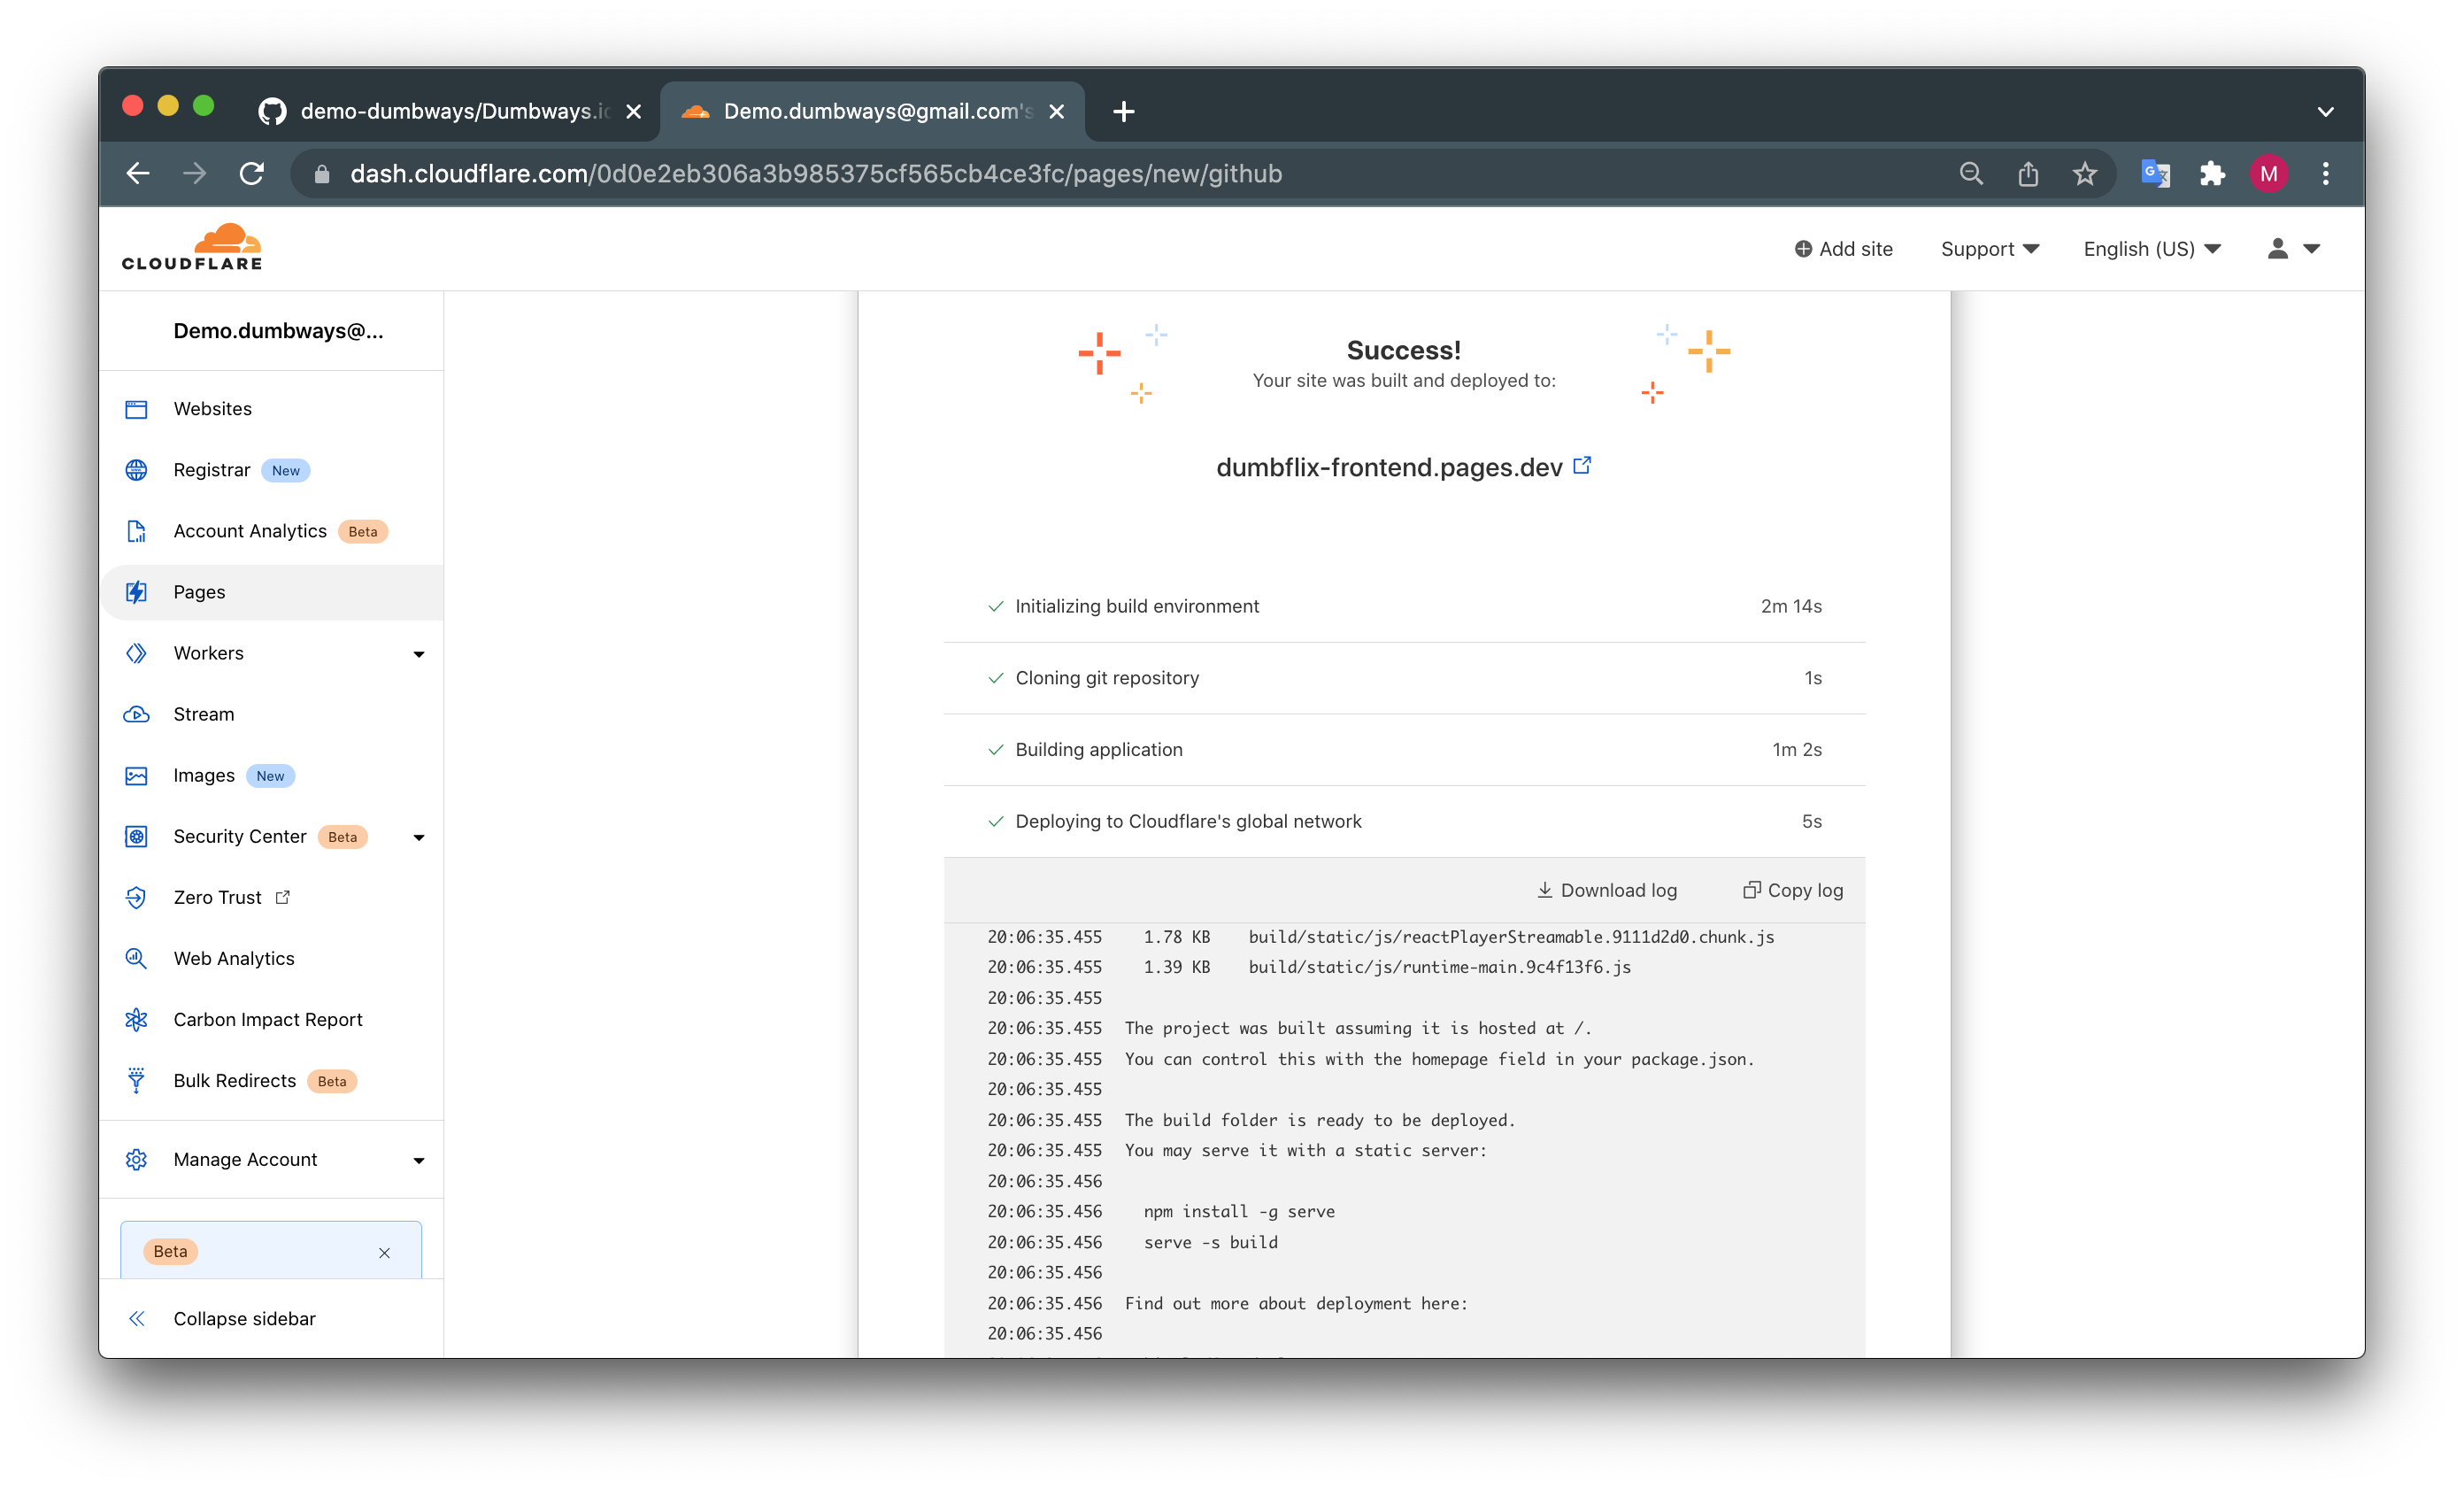 demo-dumbways/Dumbways.io
Demo.dumbways@gmail.com's
dash.cloudflare.com/0d0e2eb306a3b985375cf565cb4ce3fc/pages/new/github
M
CLOUDFLARE
Add site
Support
English (US)
Demo.dumbways@...
Websites
Registrar New
Account Analytics Beta
Pages
Workers
Stream
Images New
Security Center Beta
Zero Trust
Web Analytics
Carbon Impact Report
Bulk Redirects Beta
Manage Account
Beta
Collapse sidebar
Success!
Your site was built and deployed to:
dumbflix-frontend.pages.dev
Initializing build environment 2m 14s
Cloning git repository 1s
Building application 1m 2s
Deploying to Cloudflare's global network 5s
Download log Copy log
20:06:35.455 1.78 KB build/static/js/reactPlayerStreamable.9111d2d0.chunk.js
20:06:35.455 1.39 KB build/static/js/runtime-main.9c4f13f6.js
20:06:35.455
20:06:35.455 The project was built assuming it is hosted at /.
20:06:35.455 You can control this with the homepage field in your package.json.
20:06:35.455
20:06:35.455 The build folder is ready to be deployed.
20:06:35.455 You may serve it with a static server:
20:06:35.456
20:06:35.456 npm install -g serve
20:06:35.456 serve -s build
20:06:35.456
20:06:35.456 Find out more about deployment here:
20:06:35.456